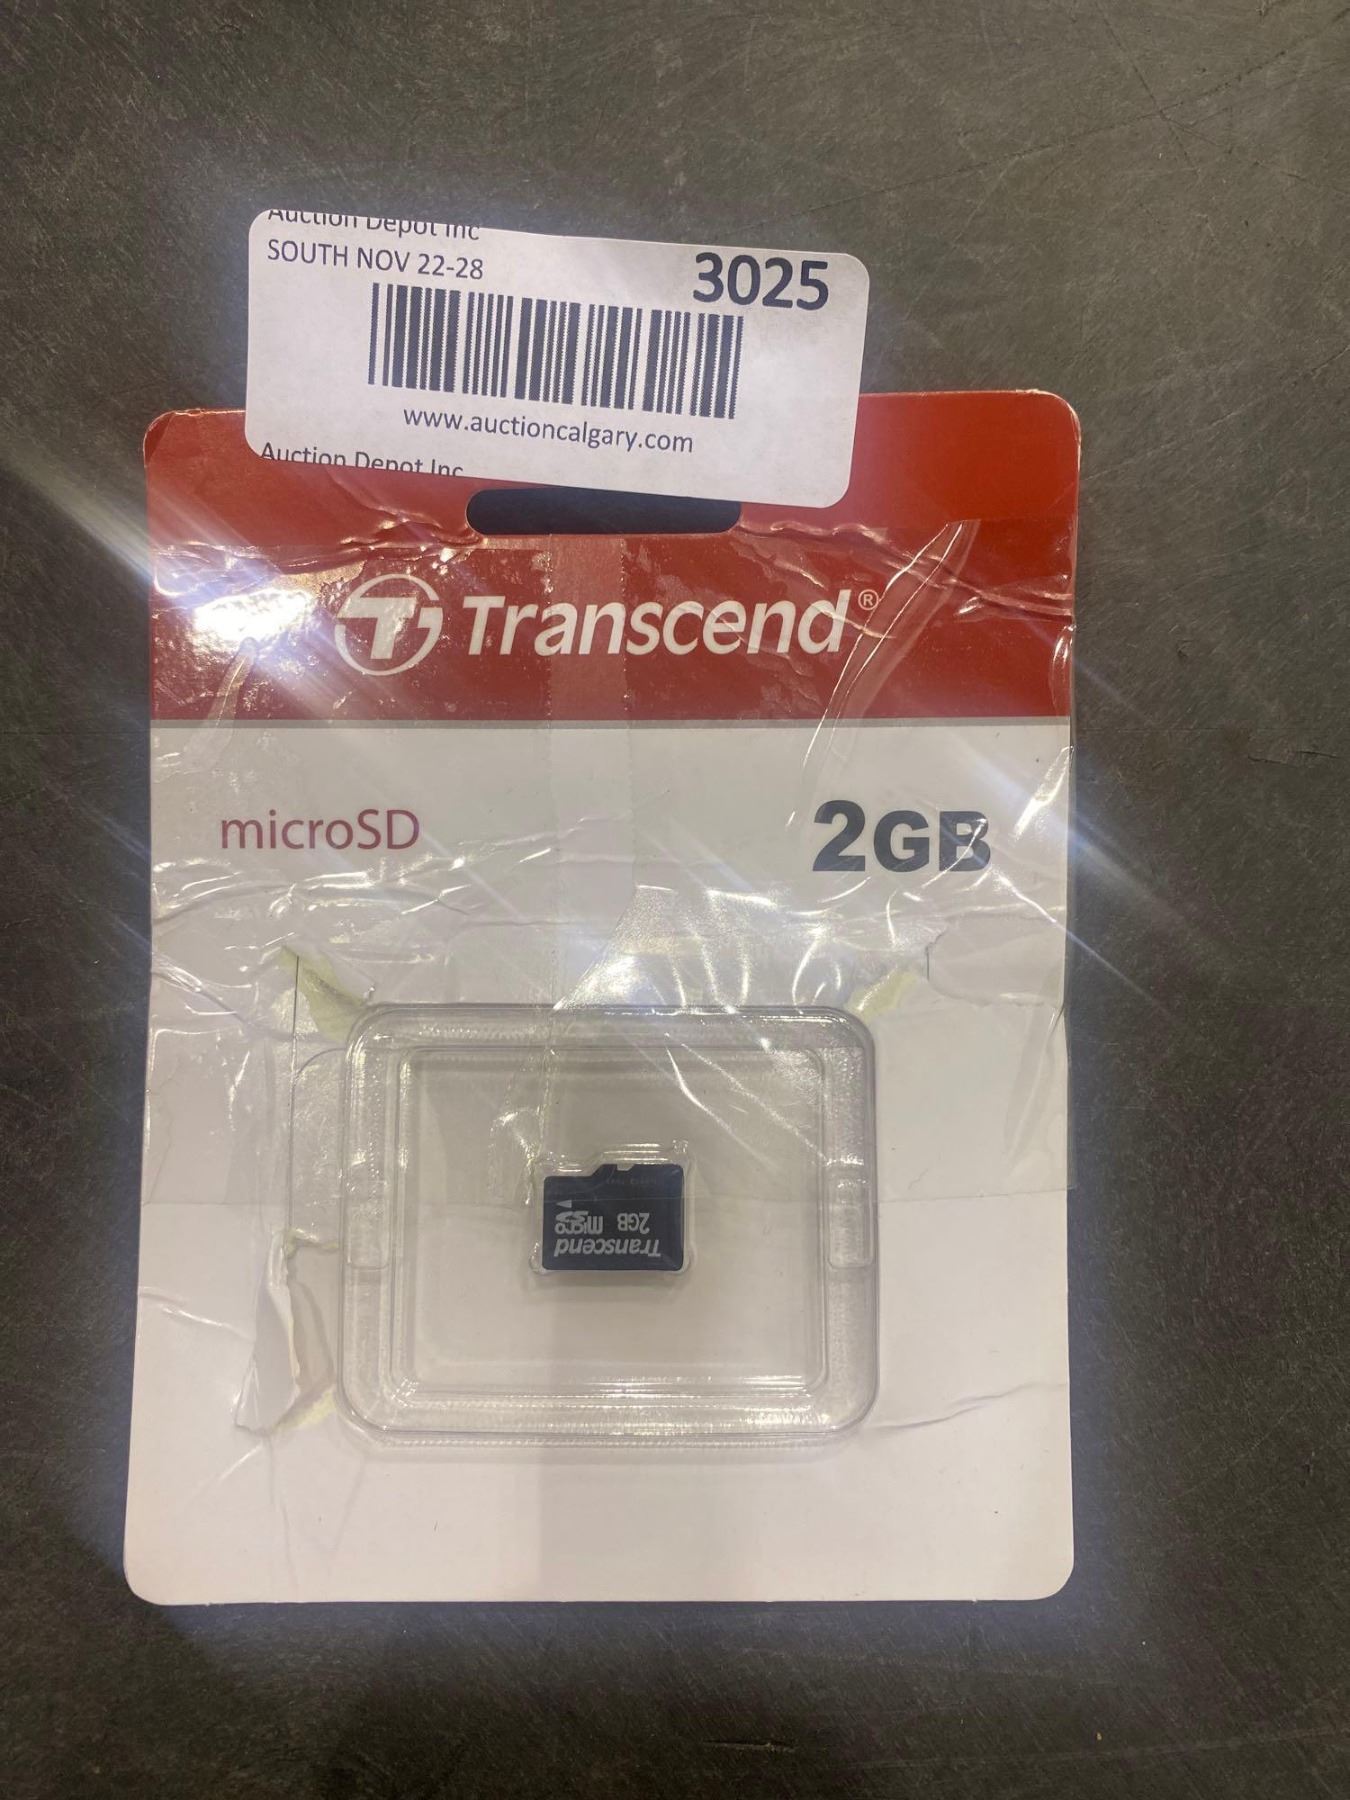 Auction Depot Inc
SOUTH NOV 22-28
3025
www.auctioncalgary.com
Auction Depot Inc
Transcend®
microSD
2GB
Transcend
Micro SD 2GB